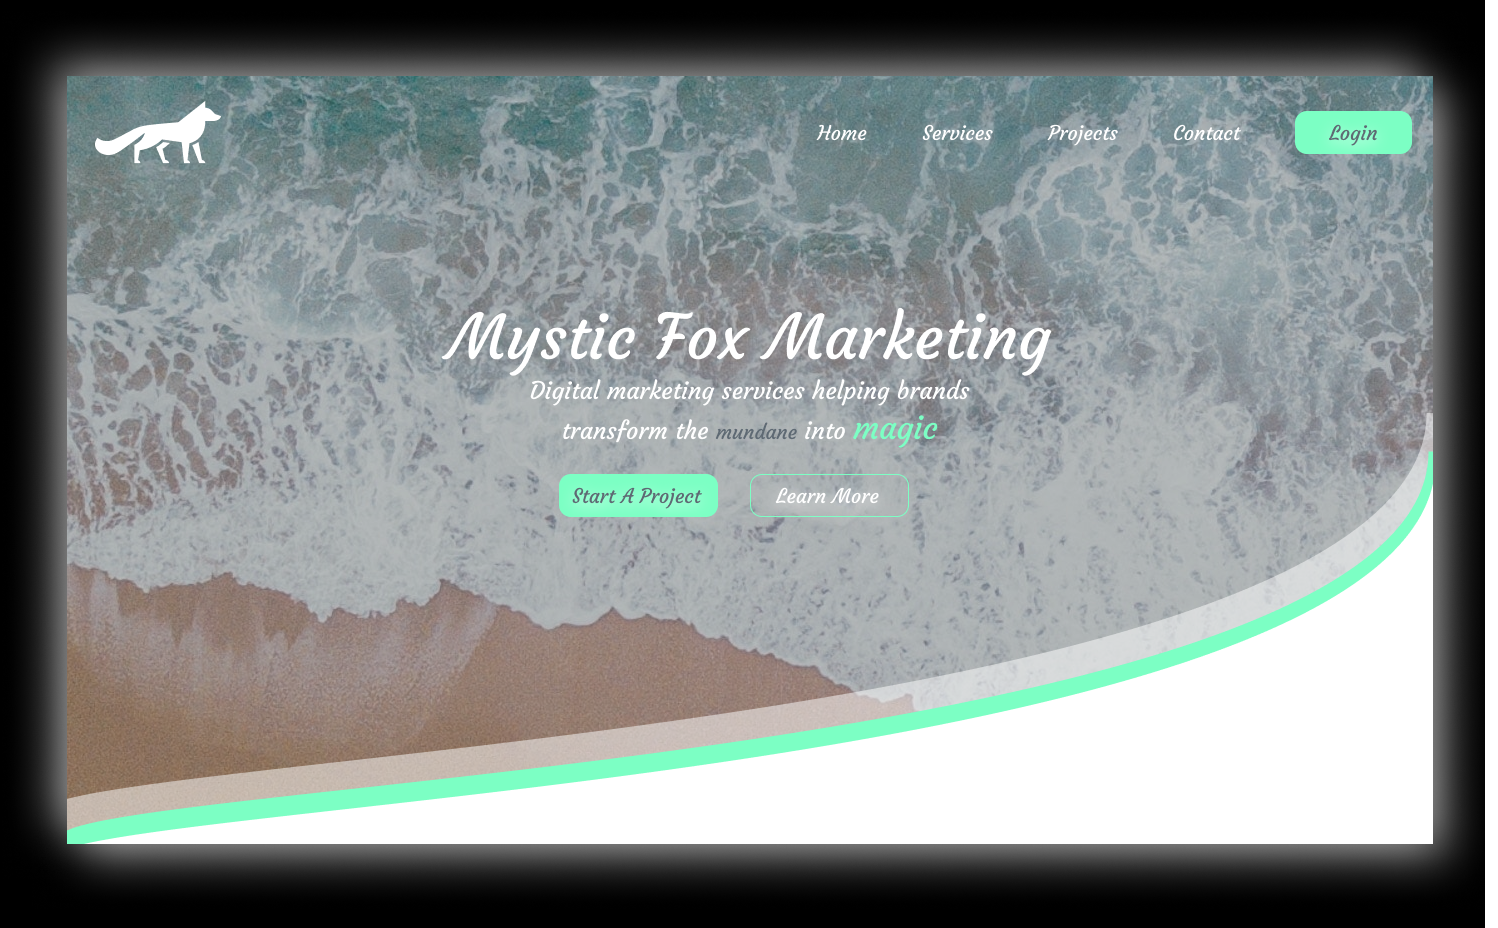 Home Services Projects Contact Login
Mystic Fox Marketing
Digital marketing services helping brands
transform the mundane into magic
Start A Project Learn More